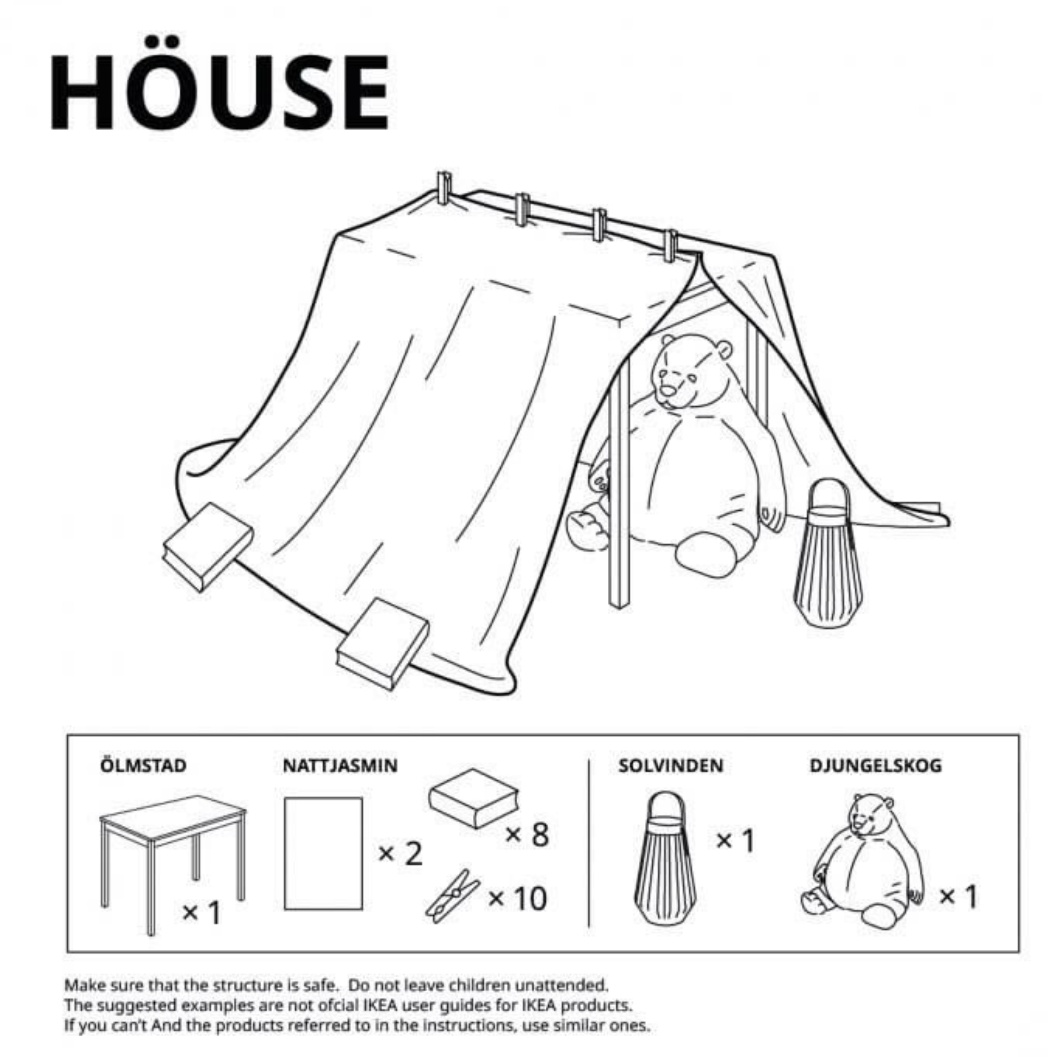 HÖUSE
ÖLMSTAD
NATTJASMIN
SOLVINDEN
DJUNGELSKOG
× 1
× 2
× 8
× 10
× 1
× 1
Make sure that the structure is safe. Do not leave children unattended.
The suggested examples are not ofcial IKEA user guides for IKEA products.
If you can't And the products referred to in the instructions, use similar ones.